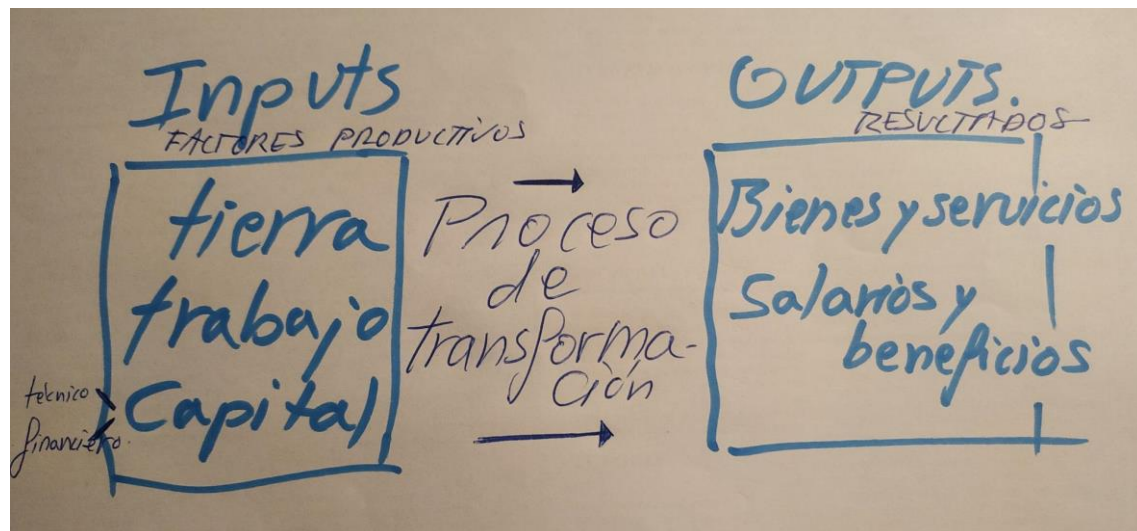 Inputs
FACTORES PRODUCTIVOS
tierra
trabajo
técnico
financiero.
Capital
Proceso
de
transforma-
ción
OUTPUTS.
RESULTADOS
Bienes y servicios
Salarios y
beneficios